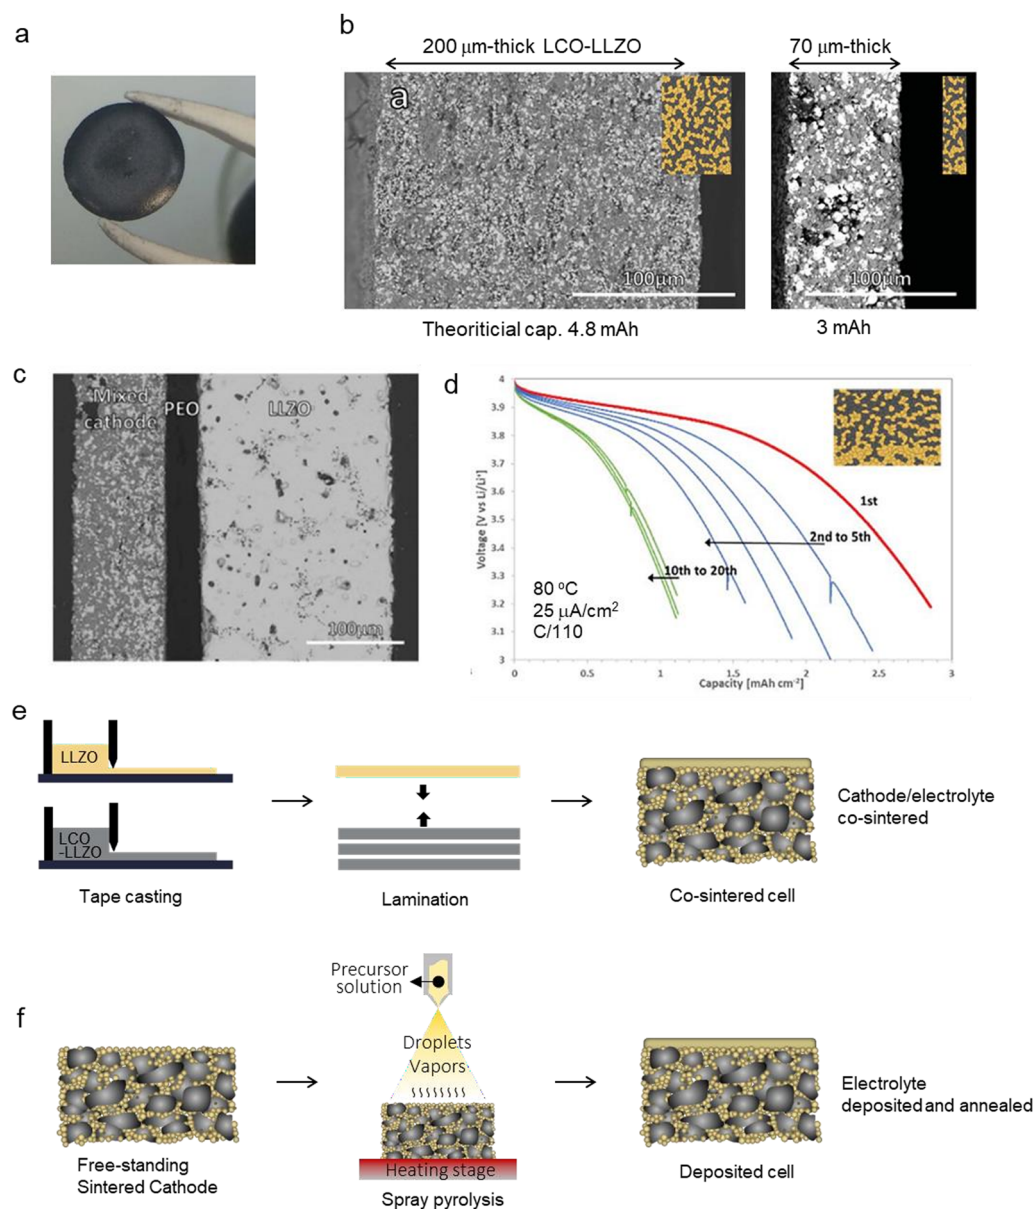 a
b
200 μm-thick LCO-LLZO
70 μm-thick
a
100μm
100μm
Theoriticial cap. 4.8 mAh
3 mAh
c
Mixed
cathode
PEO
LLZO
100μm
d
Voltage [V vs Li/Li⁺]
4
3.9
3.8
3.7
3.6
3.5
3.4
3.3
3.2
3.1
3
1st
2nd to 5th
10th to 20th
80 ºC
25 μA/cm²
C/110
0
0.5
1
1.5
2
2.5
3
Capacity [mAh cm⁻²]
e
LLZO
LCO
-LLZO
Tape casting
Lamination
Cathode/electrolyte
co-sintered
Co-sintered cell
f
Precursor
solution
Droplets
Vapors
Heating stage
Free-standing
Sintered Cathode
Spray pyrolysis
Deposited cell
Electrolyte
deposited and annealed